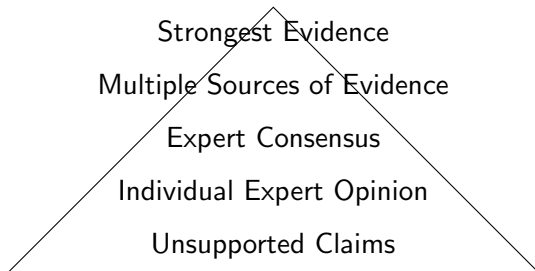 Strongest Evidence
Multiple Sources of Evidence
Expert Consensus
Individual Expert Opinion
Unsupported Claims